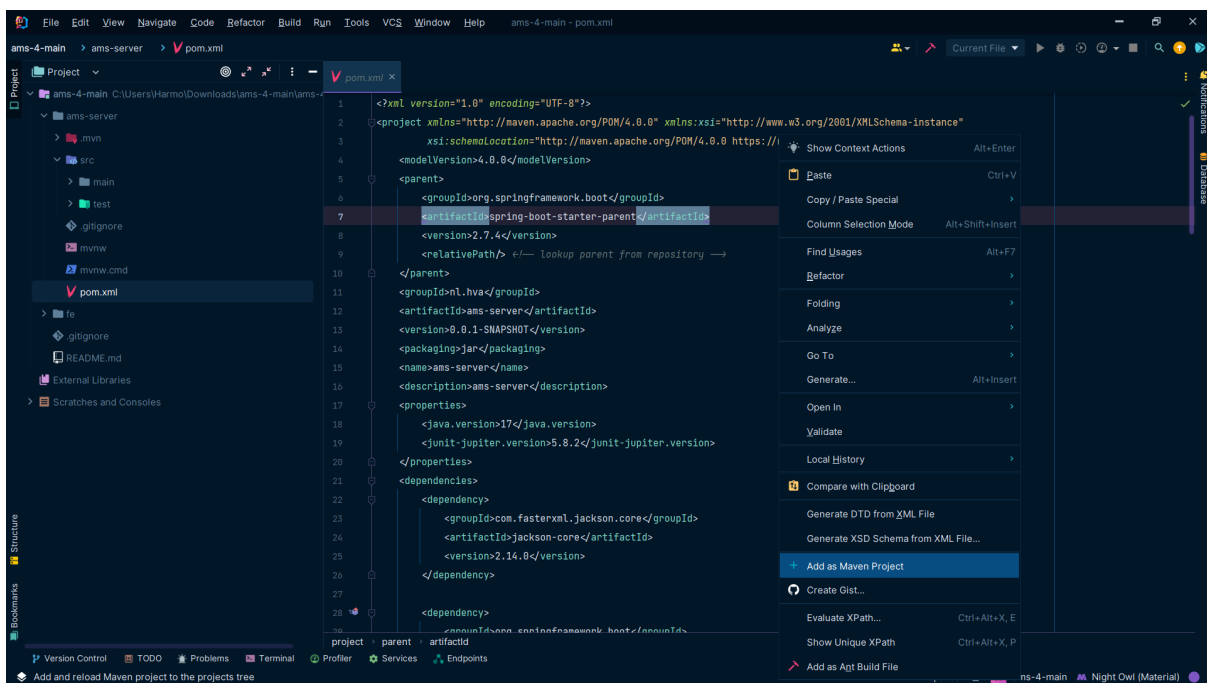 File Edit View Navigate Code Refactor Build Run Tools VCS Window Help ams-4-main - pom.xml
ams-4-main > ams-server > pom.xml
Current File
Project
Project
pom.xml
ams-4-main C:\Users\Harmo\Downloads\ams-4-main\ams-4
ams-server
.mvn
src
main
test
.gitignore
mvnw
mvnw.cmd
pom.xml
fe
.gitignore
README.md
External Libraries
Scratches and Consoles
Structure
Bookmarks
1 <?xml version="1.0" encoding="UTF-8"?>
2 <project xmlns="http://maven.apache.org/POM/4.0.0" xmlns:xsi="http://www.w3.org/2001/XMLSchema-instance"
3 xsi:schemaLocation="http://maven.apache.org/POM/4.0.0 https://
4 <modelVersion>4.0.0</modelVersion>
5 <parent>
6 <groupId>org.springframework.boot</groupId>
7 <artifactId>spring-boot-starter-parent</artifactId>
8 <version>2.7.4</version>
9 <relativePath/> <!-- lookup parent from repository -->
10 </parent>
11 <groupId>nl.hva</groupId>
12 <artifactId>ams-server</artifactId>
13 <version>0.0.1-SNAPSHOT</version>
14 <packaging>jar</packaging>
15 <name>ams-server</name>
16 <description>ams-server</description>
17 <properties>
18 <java.version>17</java.version>
19 <junit-jupiter.version>5.8.2</junit-jupiter.version>
20 </properties>
21 <dependencies>
22 <dependency>
23 <groupId>com.fasterxml.jackson.core</groupId>
24 <artifactId>jackson-core</artifactId>
25 <version>2.14.0</version>
26 </dependency>
27
28 <dependency>
29 <groupId>org.springframework.boot</groupId>
project > parent > artifactId
Show Context Actions Alt+Enter
Paste Ctrl+V
Copy / Paste Special
Column Selection Mode Alt+Shift+Insert
Find Usages Alt+F7
Refactor
Folding
Analyze
Go To
Generate... Alt+Insert
Open In
Validate
Local History
Compare with Clipboard
Generate DTD from XML File
Generate XSD Schema from XML File...
Add as Maven Project
Create Gist...
Evaluate XPath... Ctrl+Alt+X, E
Show Unique XPath Ctrl+Alt+X, P
Add as Ant Build File
Notifications
Database
Version Control TODO Problems Terminal Profiler Services Endpoints
Add and reload Maven project to the projects tree
ms-4-main Night Owl (Material)